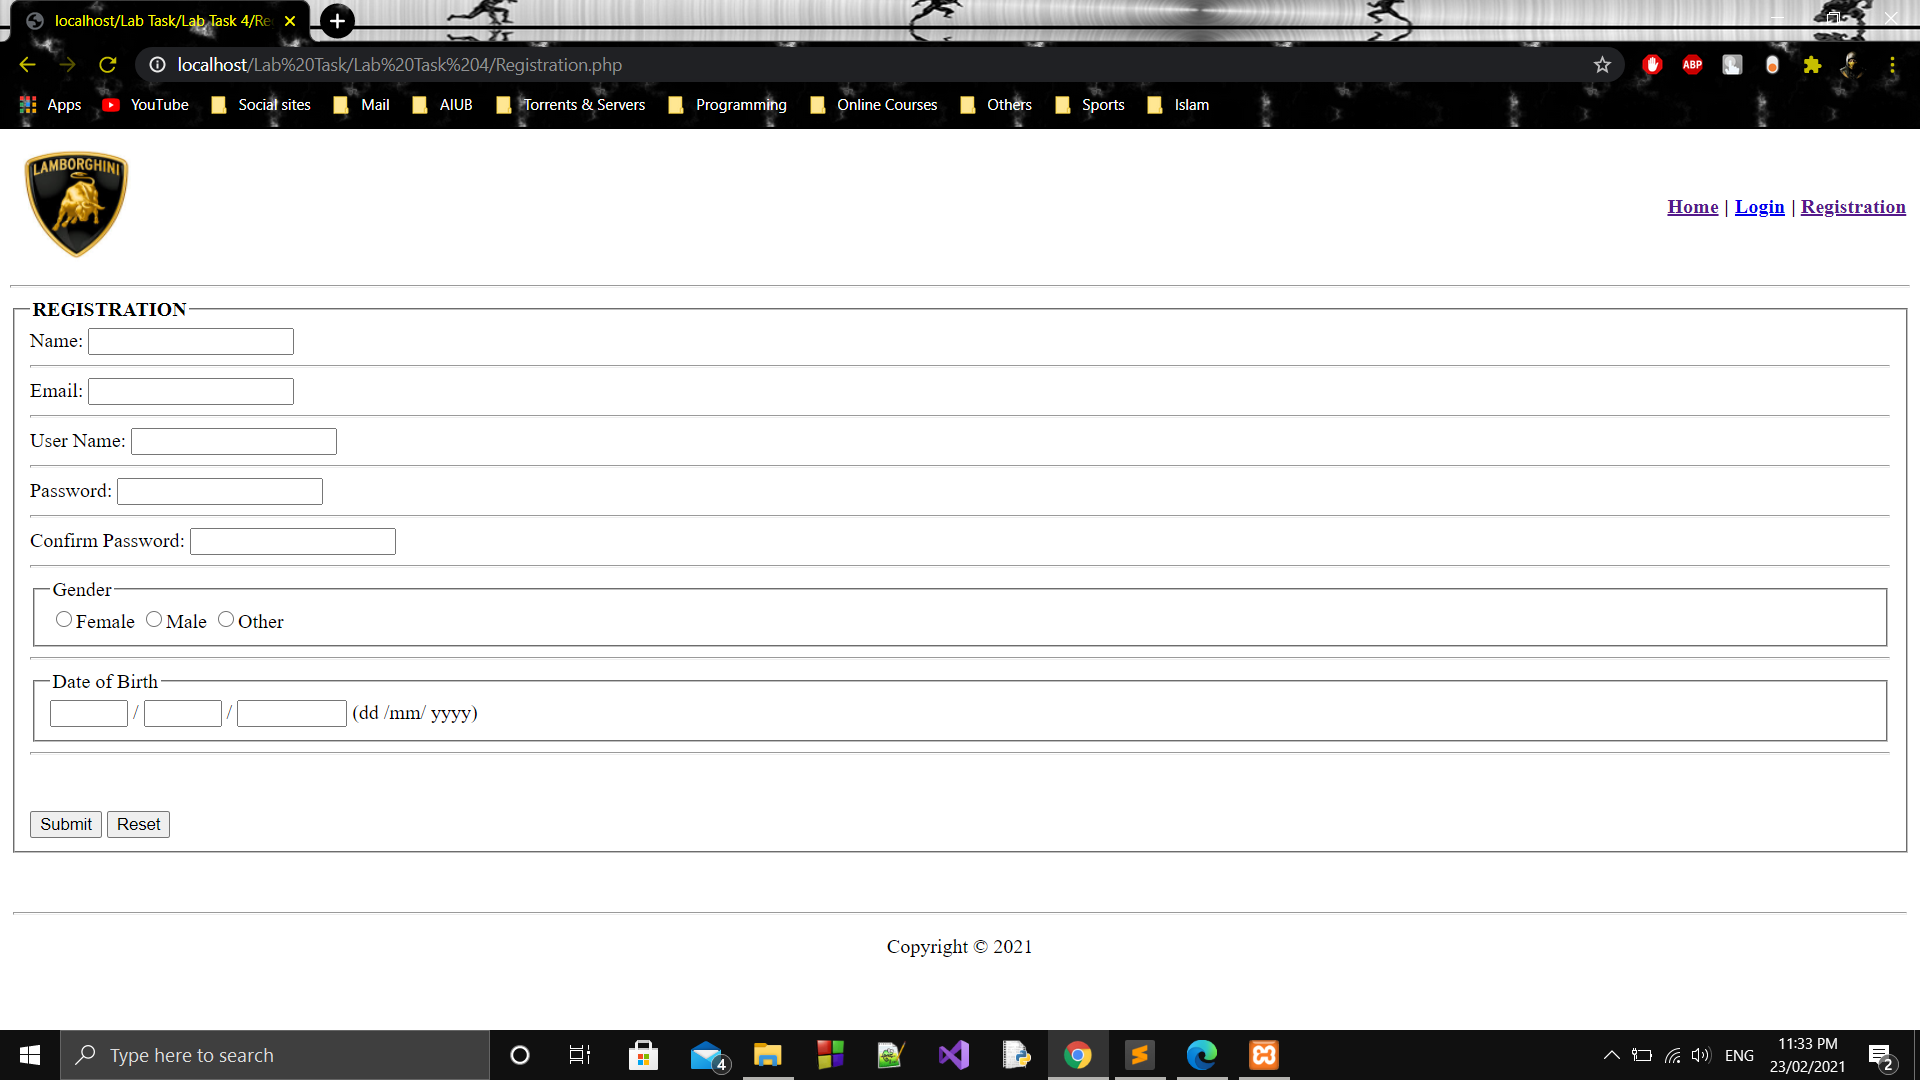 localhost/Lab Task/Lab Task 4/Re
localhost/Lab%20Task/Lab%20Task%204/Registration.php
ABP
Apps YouTube Social sites Mail AIUB Torrents & Servers Programming Online Courses Others Sports Islam
LAMBORGHINI
Home | Login | Registration
REGISTRATION
Name:
Email:
User Name:
Password:
Confirm Password:
Gender
Female Male Other
Date of Birth
/ / (dd /mm/ yyyy)
Submit Reset
Copyright © 2021
Type here to search
4
ENG
11:33 PM
23/02/2021
2